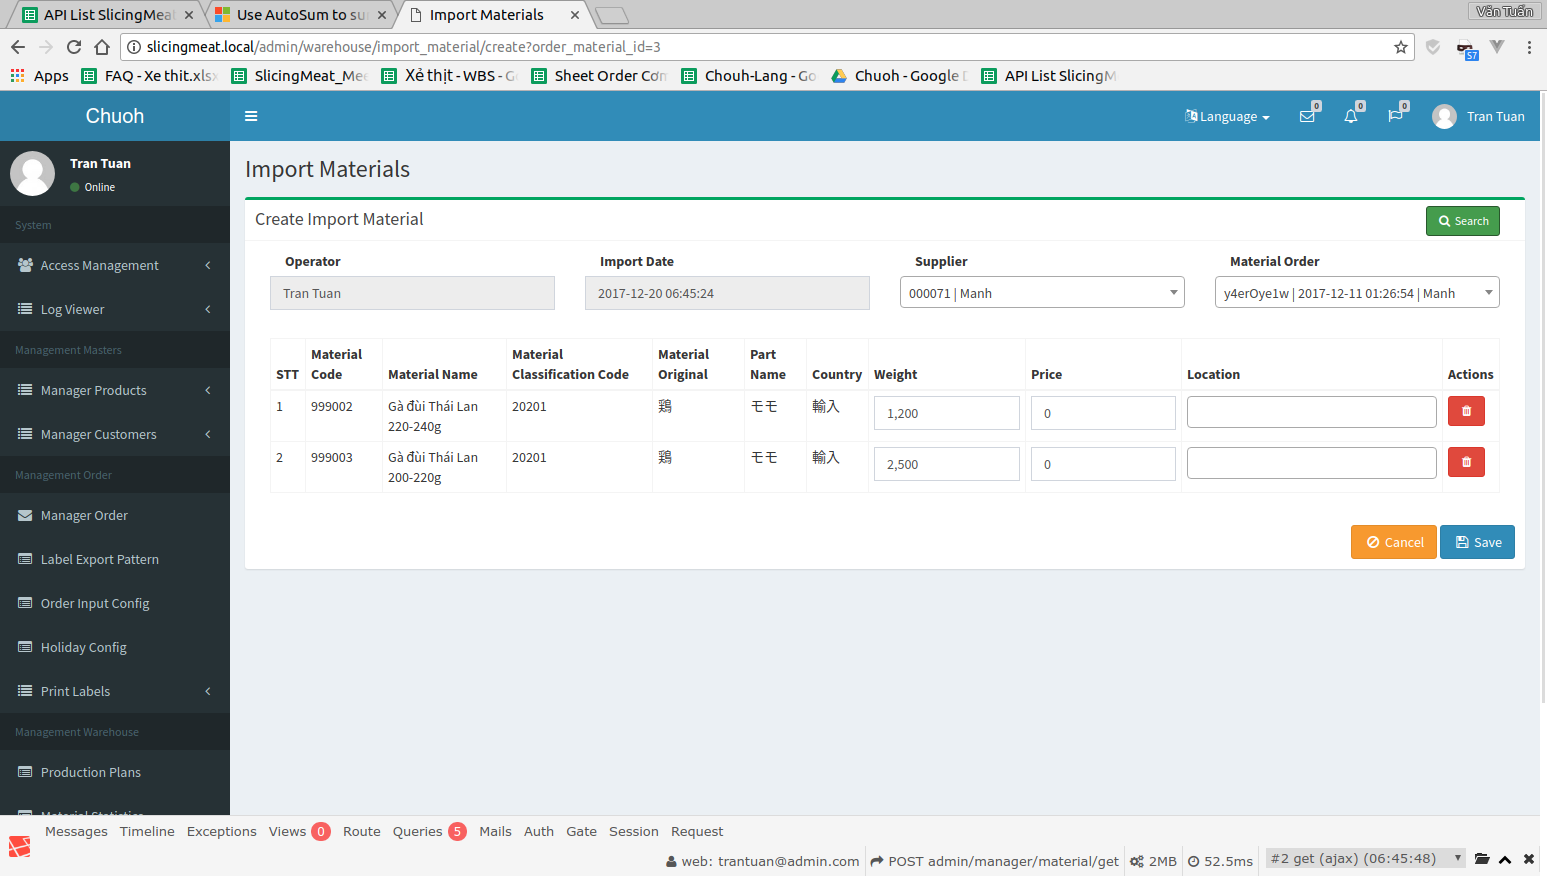 API List SlicingMeat
Use AutoSum to su
Import Materials
Văn Tuấn
slicingmeat.local/admin/warehouse/import_material/create?order_material_id=3
57
Apps
FAQ - Xe thit.xls
SlicingMeat_Mee
Xẻ thịt - WBS - G
Sheet Order Cơm
Chouh-Lang - Go
Chuoh - Google D
API List SlicingM
Chuoh
Language
0
0
0
Tran Tuan
Tran Tuan
Online
System
Access Management
Log Viewer
Management Masters
Manager Products
Manager Customers
Management Order
Manager Order
Label Export Pattern
Order Input Config
Holiday Config
Print Labels
Management Warehouse
Production Plans
Material Statistics
Import Materials
Create Import Material
Search
Operator
Import Date
Supplier
Material Order
Tran Tuan
2017-12-20 06:45:24
000071 | Manh
y4erOye1w | 2017-12-11 01:26:54 | Manh
STT
Material Code
Material Name
Material Classification Code
Material Original
Part Name
Country
Weight
Price
Location
Actions
1
999002
Gà đùi Thái Lan 220-240g
20201
鶏
モモ
輸入
1,200
0
2
999003
Gà đùi Thái Lan 200-220g
20201
鶏
モモ
輸入
2,500
0
Cancel
Save
Messages
Timeline
Exceptions
Views 0
Route
Queries 5
Mails
Auth
Gate
Session
Request
web: trantuan@admin.com
POST admin/manager/material/get
2MB
52.5ms
#2 get (ajax) (06:45:48)